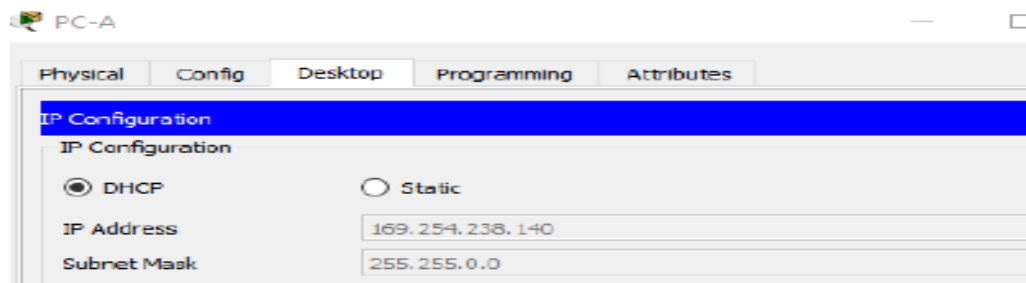 PC-A
Physical Config Desktop Programming Attributes
IP Configuration
IP Configuration
DHCP Static
IP Address 169.254.238.140
Subnet Mask 255.255.0.0